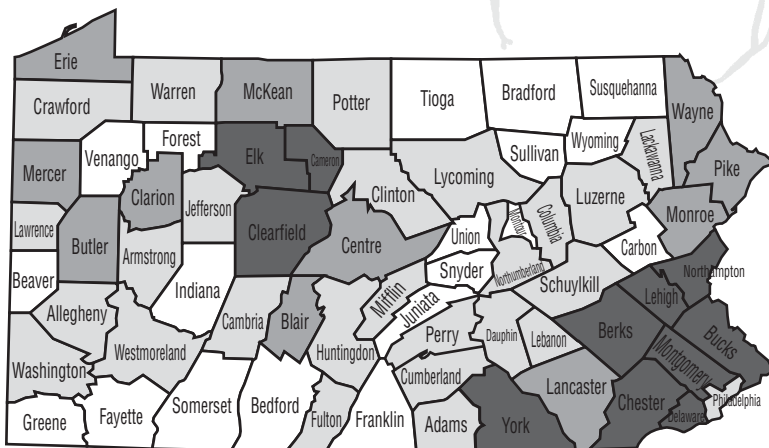 Erie
Crawford
Warren
McKean
Potter
Tioga
Bradford
Susquehanna
Wayne
Forest
Venango
Mercer
Elk
Cameron
Sullivan
Wyoming
Lackawanna
Pike
Clarion
Jefferson
Clinton
Lycoming
Luzerne
Monroe
Lawrence
Butler
Armstrong
Clearfield
Centre
Union
Montour
Columbia
Carbon
Beaver
Indiana
Snyder
Northumberland
Schuylkill
Northampton
Allegheny
Cambria
Blair
Mifflin
Juniata
Lehigh
Washington
Westmoreland
Huntingdon
Perry
Dauphin
Lebanon
Berks
Bucks
Montgomery
Cumberland
Lancaster
Chester
Philadelphia
Delaware
Greene
Fayette
Somerset
Bedford
Fulton
Franklin
Adams
York